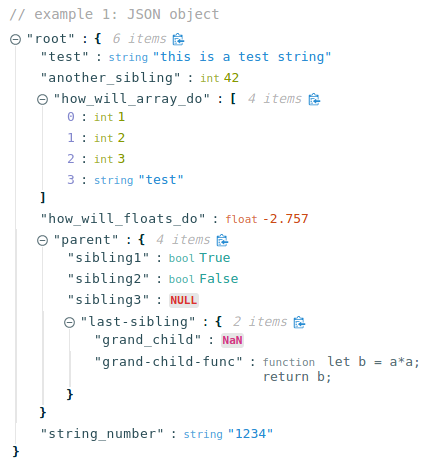 // example 1: JSON object
"root" : { 6 items
"test" : string "this is a test string"
"another_sibling" : int 42
"how_will_array_do" : [ 4 items
0 : int 1
1 : int 2
2 : int 3
3 : string "test"
]
"how_will_floats_do" : float -2.757
"parent" : { 4 items
"sibling1" : bool True
"sibling2" : bool False
"sibling3" : NULL
"last-sibling" : { 2 items
"grand_child" : NaN
"grand-child-func" : function let b = a*a;
return b;
}
}
"string_number" : string "1234"
}